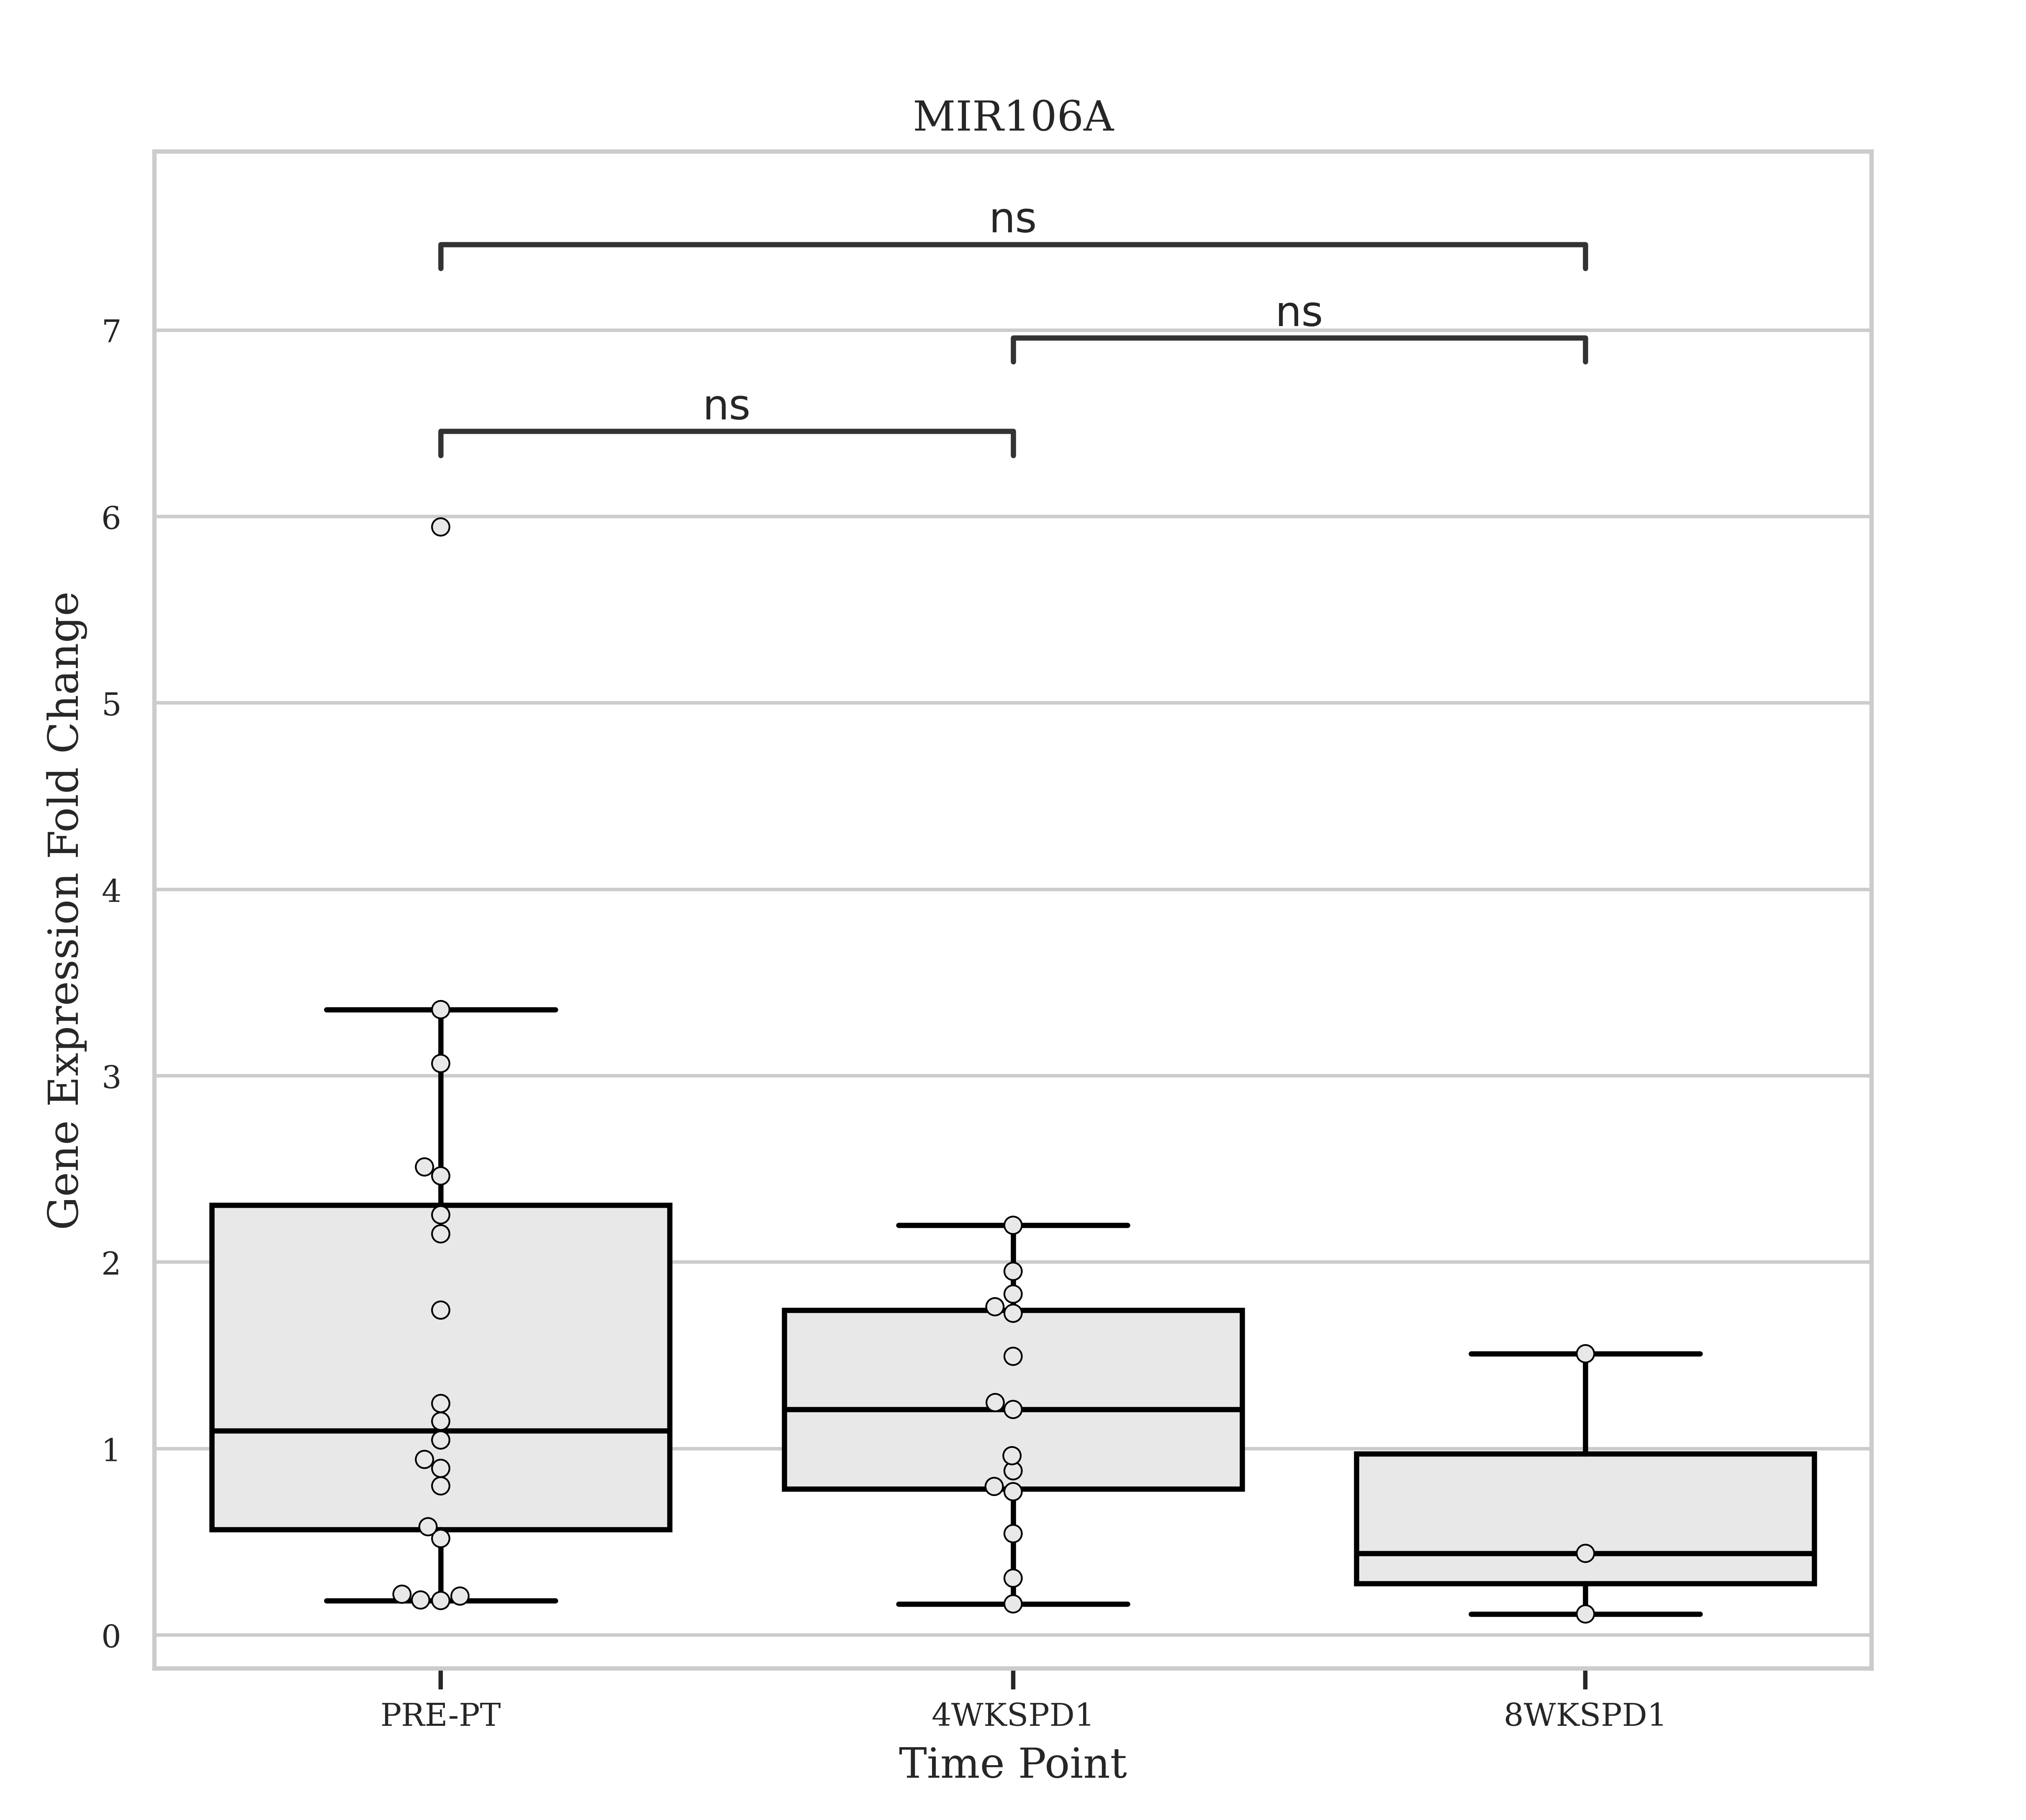 MIR106A
ns
ns
ns
7
6
5
4
3
2
1
0
Gene Expression Fold Change
PRE-PT
4WKSPD1
8WKSPD1
Time Point